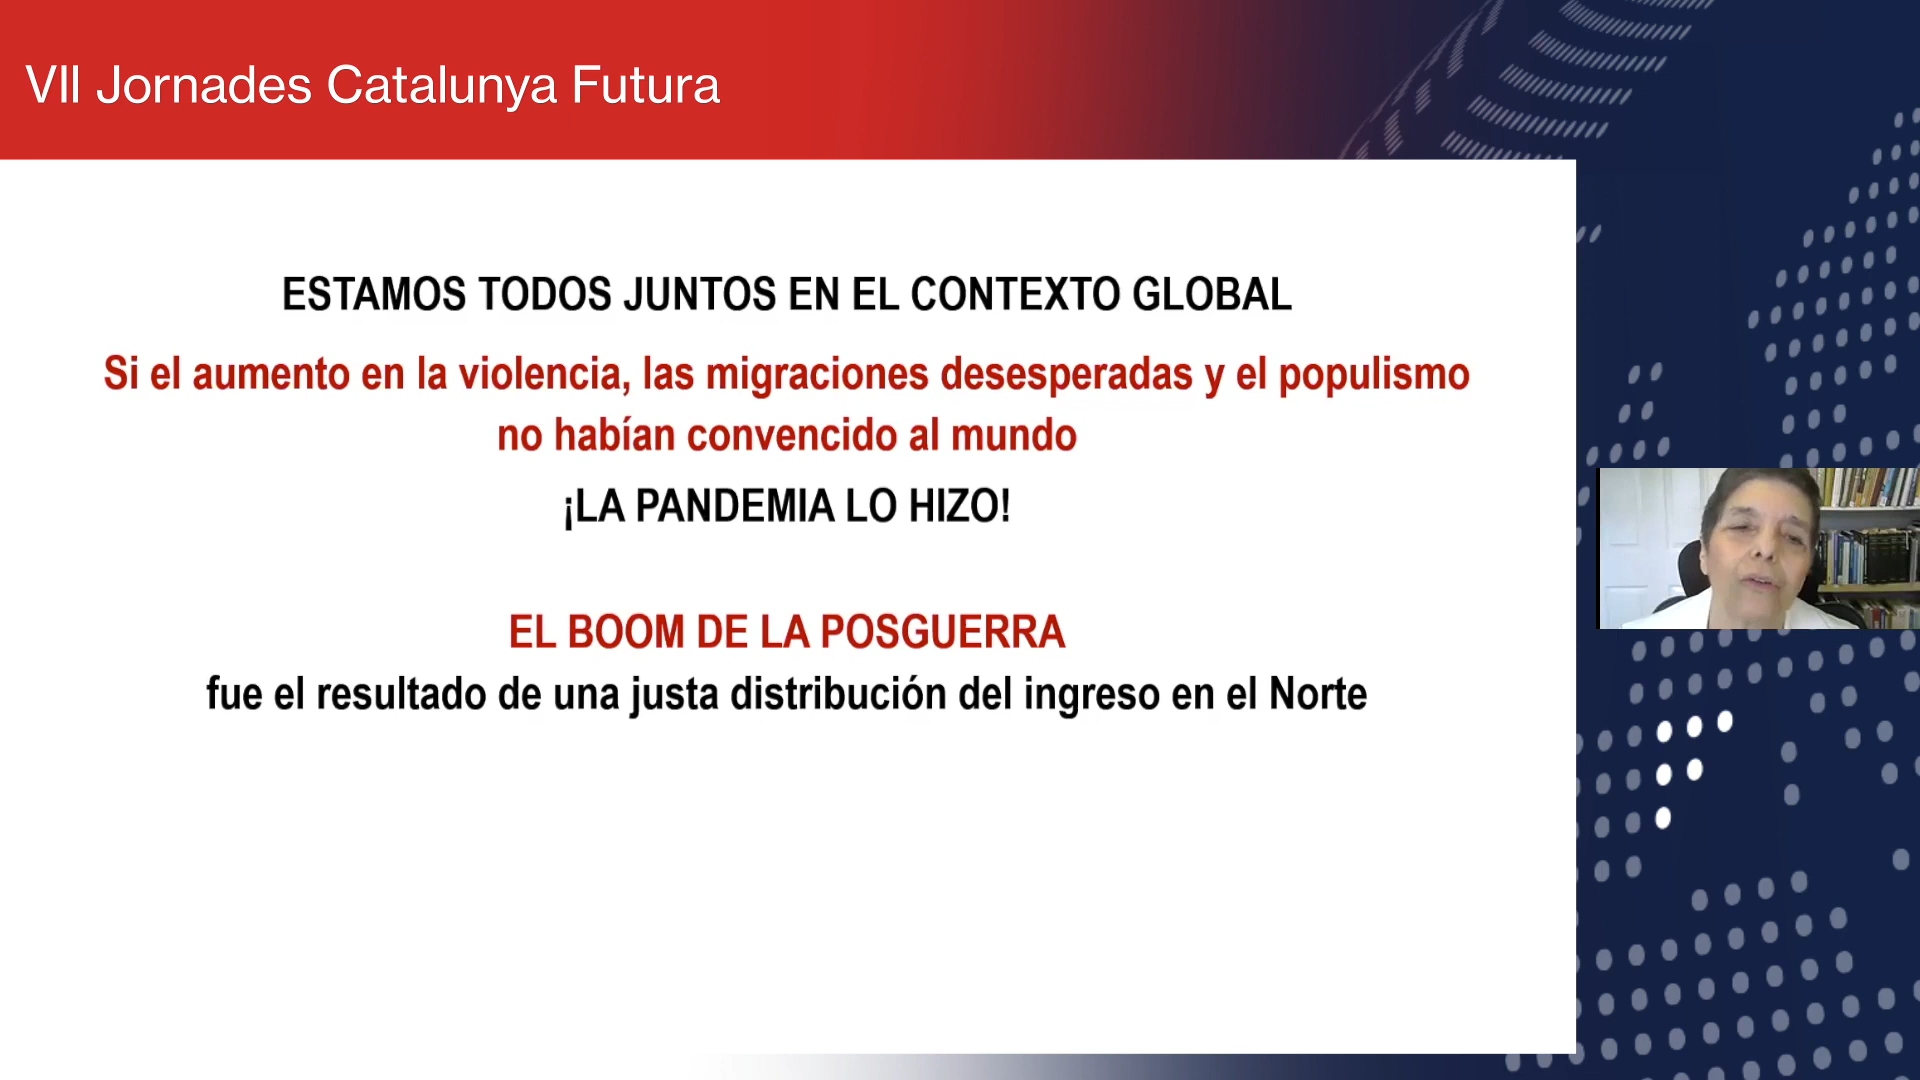 VII Jornades Catalunya Futura
ESTAMOS TODOS JUNTOS EN EL CONTEXTO GLOBAL
Si el aumento en la violencia, las migraciones desesperadas y el populismo
no habían convencido al mundo
¡LA PANDEMIA LO HIZO!
EL BOOM DE LA POSGUERRA
fue el resultado de una justa distribución del ingreso en el Norte